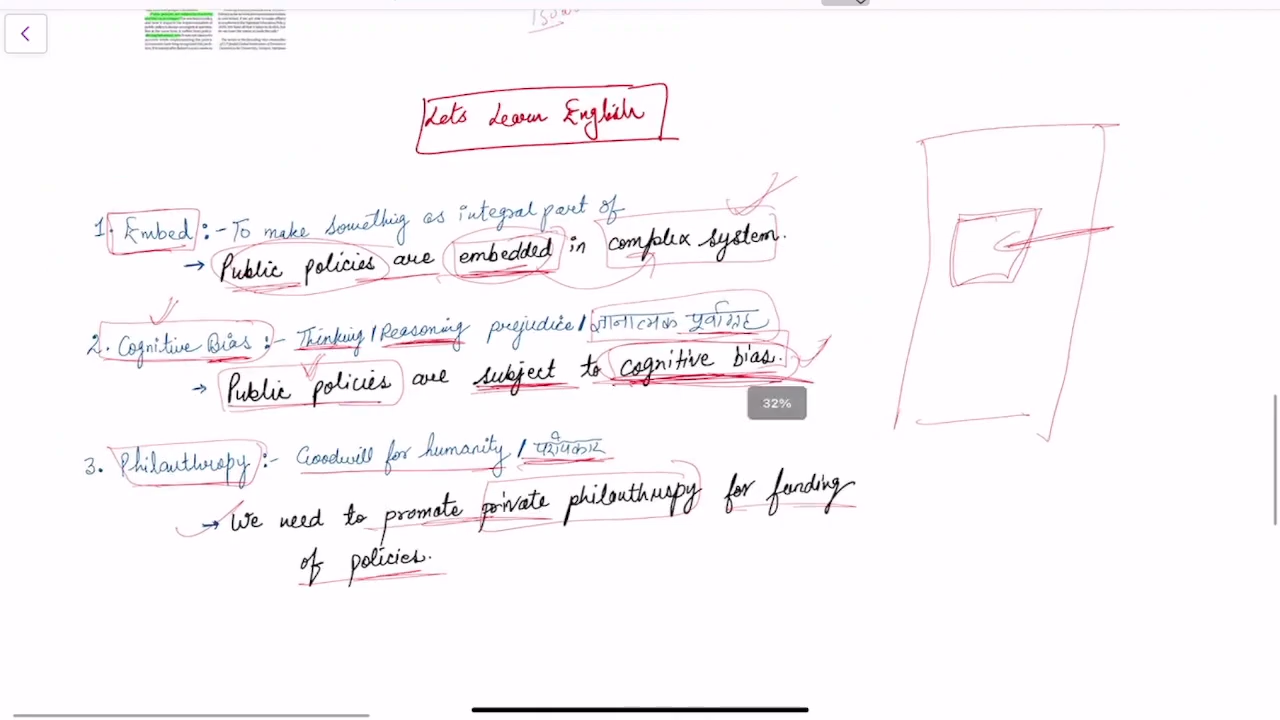 Lets Learn English
1. Embed :- To make something as integral part of
→ Public policies are embedded in complex system.
2. Cognitive Bias :- Thinking/Reasoning prejudice/ ज्ञानात्मक पूर्वाग्रह
→ Public policies are subject to cognitive bias.
32%
3. Philanthropy :- Goodwill for humanity / परोपकार
→ We need to promote private philanthropy for funding
of policies.